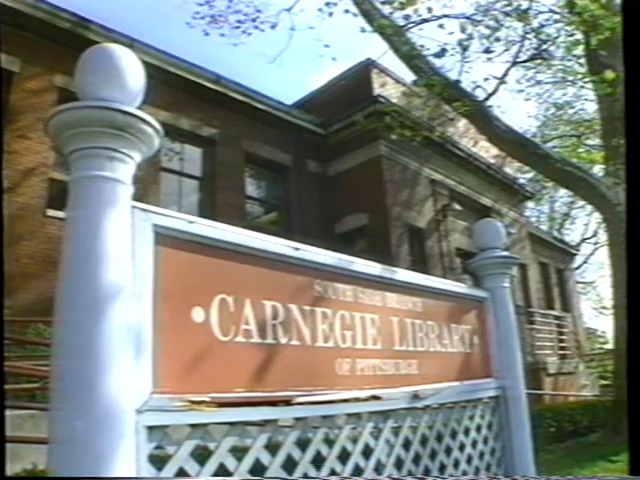 SOUTH SIDE BRANCH
• CARNEGIE LIBRARY •
OF PITTSBURGH